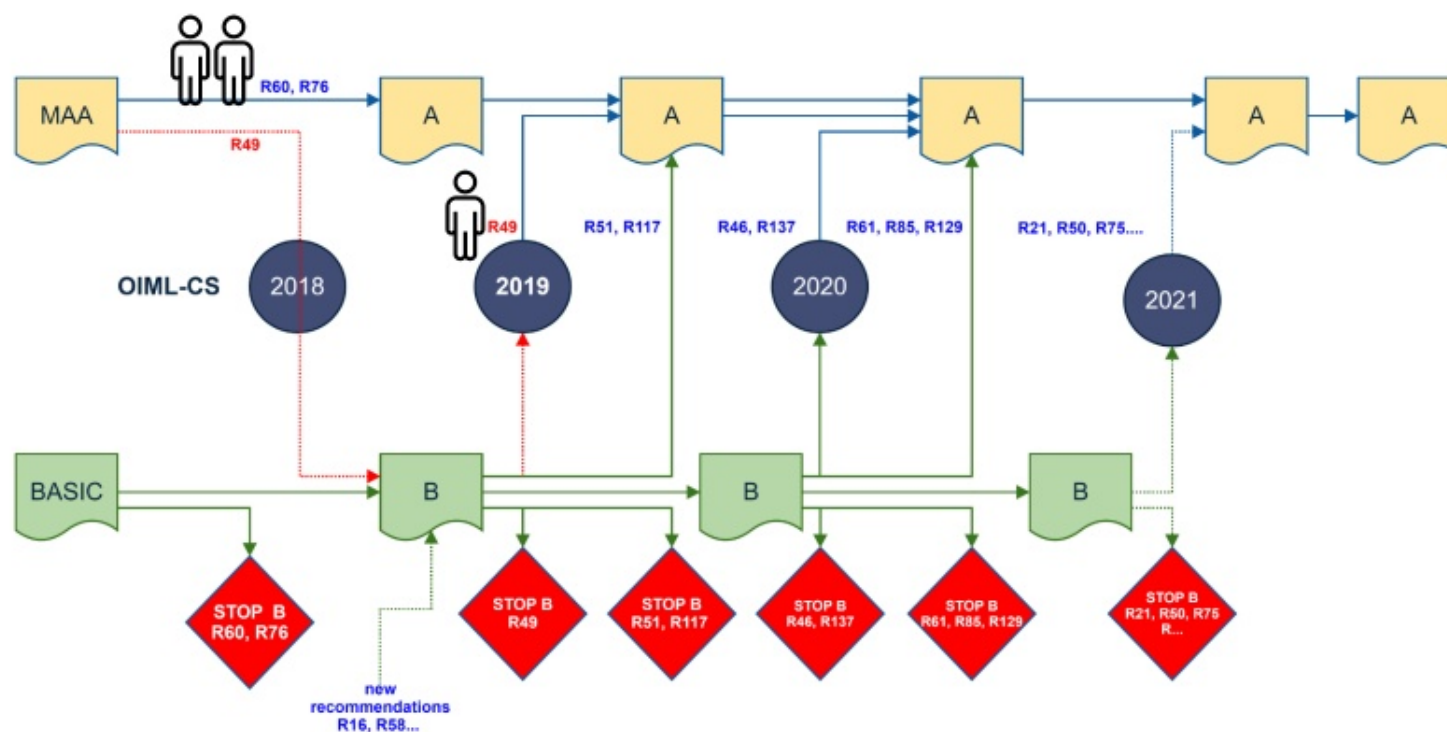 R60, R76
MAA
A
A
A
A
A
R49
R49
R51, R117
R46, R137
R61, R85, R129
R21, R50, R75....
OIML-CS
2018
2019
2020
2021
BASIC
B
B
B
STOP B
R60, R76
STOP B
R49
STOP B
R51, R117
STOP B
R46, R137
STOP B
R61, R85, R129
STOP B
R21, R50, R75
R...
new
recommendations
R16, R58...